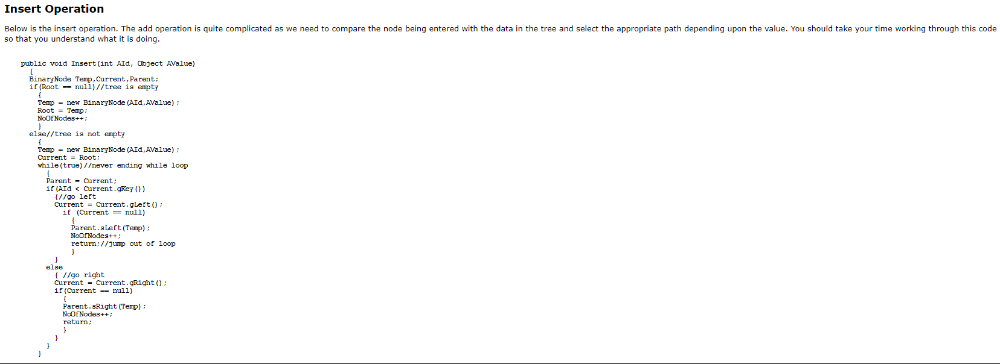 Insert Operation
Below is the insert operation. The add operation is quite complicated as we need to compare the node being entered with the data in the tree and select the appropriate path depending upon the value. You should take your time working through this code
so that you understand what it is doing.
public void Insert(int AId, Object AValue)
{
BinaryNode Temp,Current,Parent;
if(Root == null)//tree is empty
{
Temp = new BinaryNode(AId,AValue);
Root = Temp;
NoOfNodes++;
}
else//tree is not empty
{
Temp = new BinaryNode(AId,AValue);
Current = Root;
while(true)//never ending while loop
{
Parent = Current;
if(AId < Current.gKey())
{//go left
Current = Current.gLeft();
if (Current == null)
{
Parent.sLeft(Temp);
NoOfNodes++;
return;//jump out of loop
}
}
else
{ //go right
Current = Current.gRight();
if(Current == null)
{
Parent.sRight(Temp);
NoOfNodes++;
return;
}
}
}
}